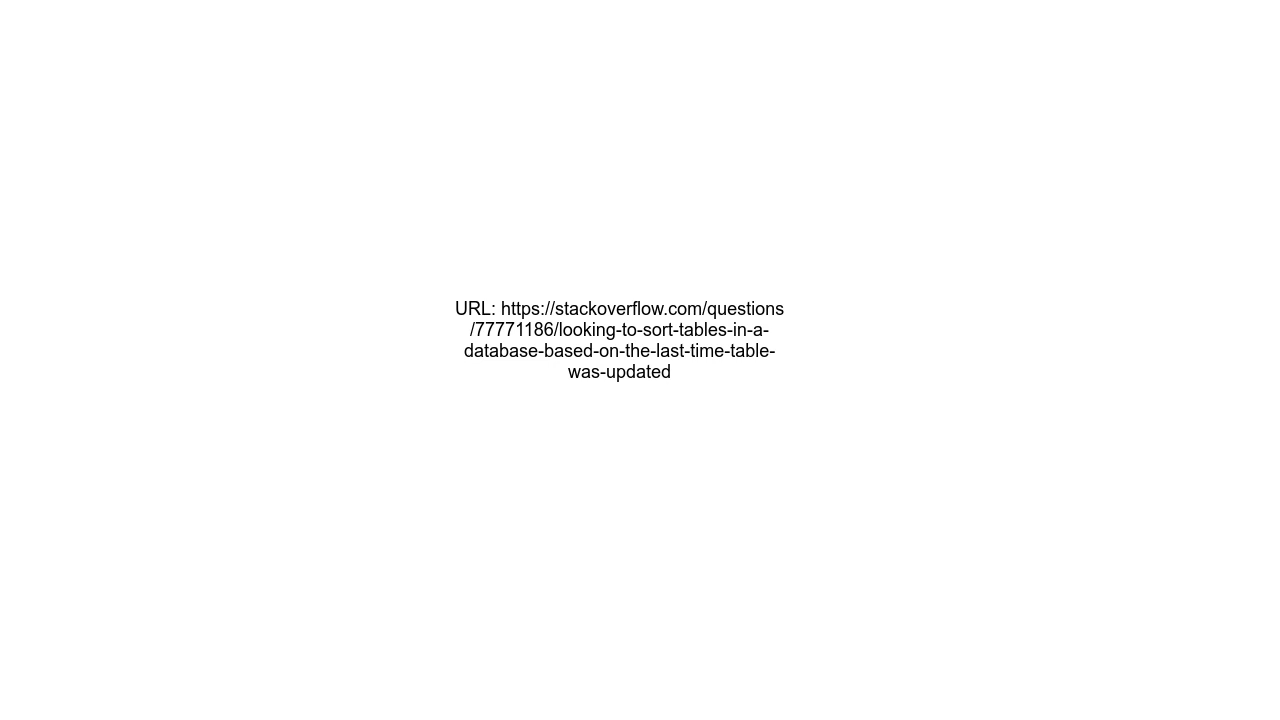 URL: https://stackoverflow.com/questions
/77771186/looking-to-sort-tables-in-a-
database-based-on-the-last-time-table-
was-updated